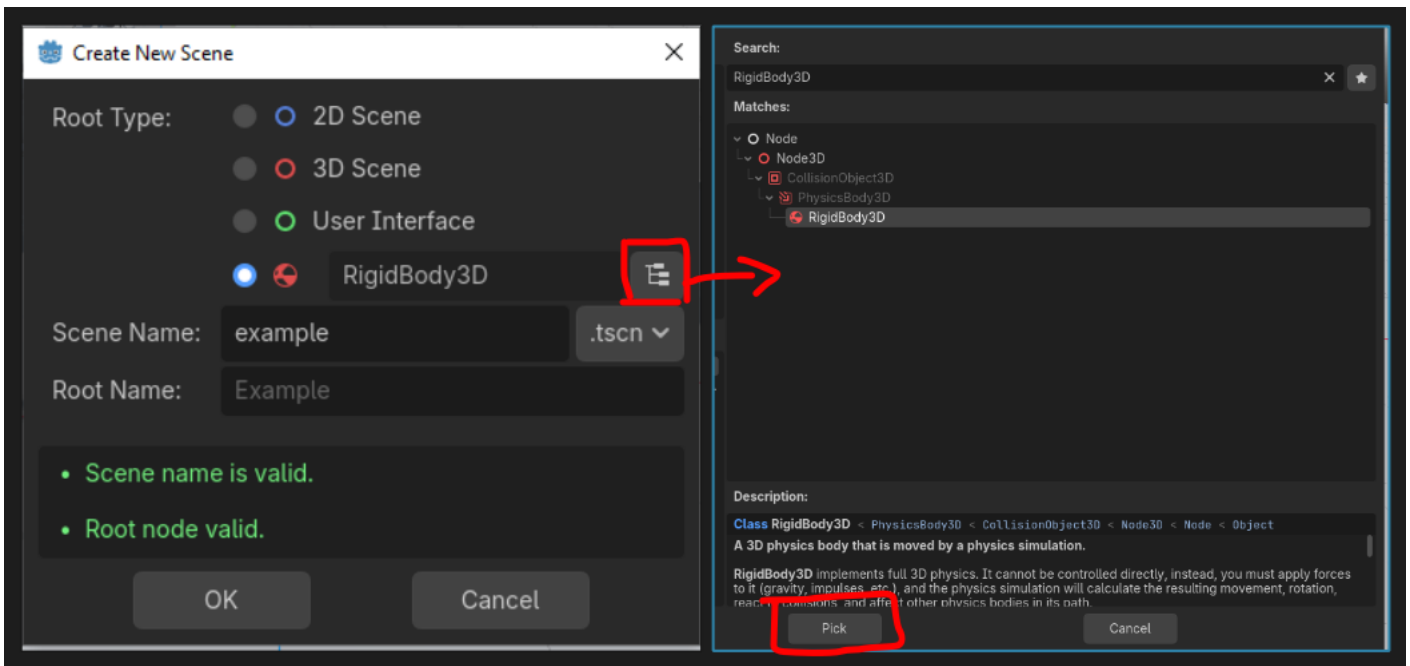 Create New Scene
Root Type:
2D Scene
3D Scene
User Interface
RigidBody3D
Scene Name:
example
.tscn
Root Name:
Example
• Scene name is valid.
• Root node valid.
OK
Cancel
Search:
RigidBody3D
Matches:
Node
Node3D
CollisionObject3D
PhysicsBody3D
RigidBody3D
Description:
Class RigidBody3D < PhysicsBody3D < CollisionObject3D < Node3D < Node < Object
A 3D physics body that is moved by a physics simulation.
RigidBody3D implements full 3D physics. It cannot be controlled directly, instead, you must apply forces
to it (gravity, impulses, etc.), and the physics simulation will calculate the resulting movement, rotation,
react to collisions, and affect other physics bodies in its path.
Pick
Cancel